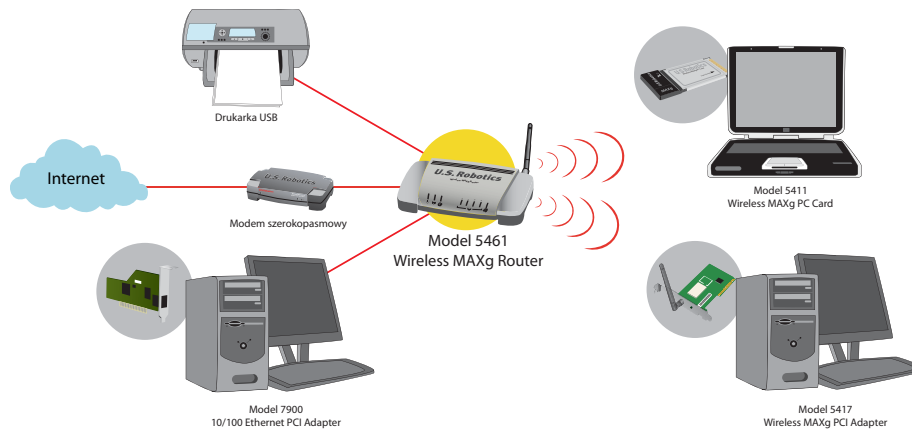 Drukarka USB
Internet
U.S. Robotics
Modem szerokopasmowy
U.S. Robotics
Model 5461
Wireless MAXg Router
Model 5411
Wireless MAXg PC Card
Model 7900
10/100 Ethernet PCI Adapter
Model 5417
Wireless MAXg PCI Adapter